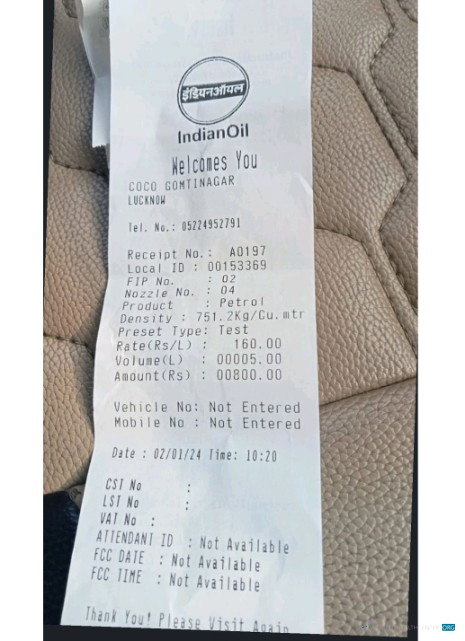 इंडियनऑयल
IndianOil
Welcomes You
COCO GOMTINAGAR
LUCKNOW
Tel. No.: 05224952791
Receipt No.: A0197
Local ID : 00153369
FIP No. : 02
Nozzle No. : 04
Product : Petrol
Density : 751.2Kg/Cu.mtr
Preset Type: Test
Rate(Rs/L) : 160.00
Volume(L) : 00005.00
Amount(Rs) : 00800.00
Vehicle No: Not Entered
Mobile No : Not Entered
Date : 02/01/24 Time: 10:20
CST No :
LST No :
VAT No :
ATTENDANT ID : Not Available
FCC DATE : Not Available
FCC TIME : Not Available
Thank You! Please Visit Again